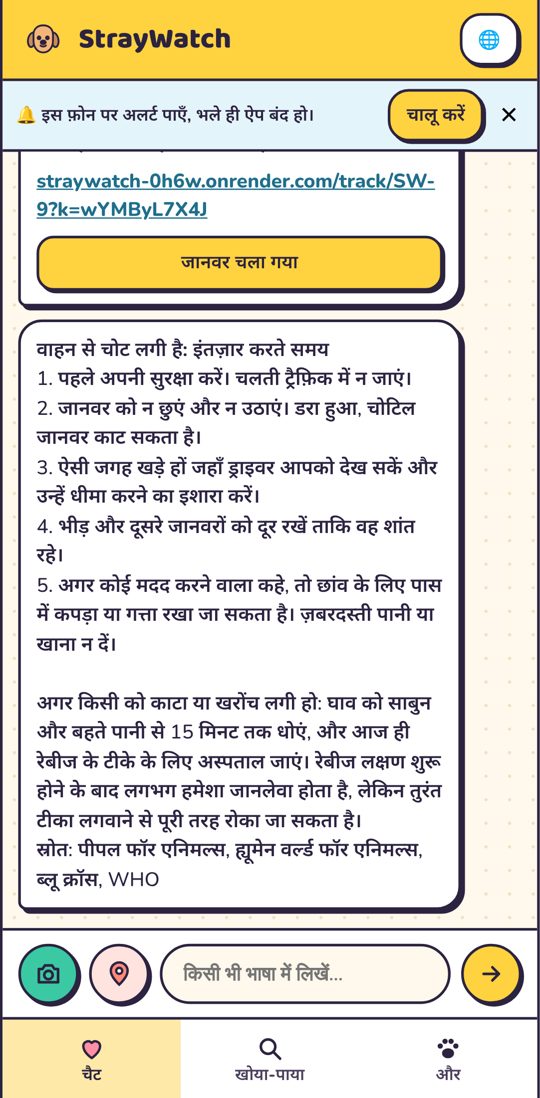 StrayWatch
🔔 इस फ़ोन पर अलर्ट पाएँ, भले ही ऐप बंद हो।
चालू करें
straywatch-0h6w.onrender.com/track/SW-
9?k=wYMByL7X4J
जानवर चला गया
वाहन से चोट लगी है: इंतज़ार करते समय
1. पहले अपनी सुरक्षा करें। चलती ट्रैफ़िक में न जाएं।
2. जानवर को न छुएं और न उठाएं। डरा हुआ, चोटिल
जानवर काट सकता है।
3. ऐसी जगह खड़े हों जहाँ ड्राइवर आपको देख सकें और
उन्हें धीमा करने का इशारा करें।
4. भीड़ और दूसरे जानवरों को दूर रखें ताकि वह शांत
रहे।
5. अगर कोई मदद करने वाला कहे, तो छांव के लिए पास
में कपड़ा या गत्ता रखा जा सकता है। ज़बरदस्ती पानी या
खाना न दें।
अगर किसी को काटा या खरोंच लगी हो: घाव को साबुन
और बहते पानी से 15 मिनट तक धोएं, और आज ही
रेबीज के टीके के लिए अस्पताल जाएं। रेबीज लक्षण शुरू
होने के बाद लगभग हमेशा जानलेवा होता है, लेकिन तुरंत
टीका लगवाने से पूरी तरह रोका जा सकता है।
स्रोत: पीपल फॉर एनिमल्स, ह्यूमेन वर्ल्ड फॉर एनिमल्स,
ब्लू क्रॉस, WHO
किसी भी भाषा में लिखें...
चैट
खोया-पाया
और